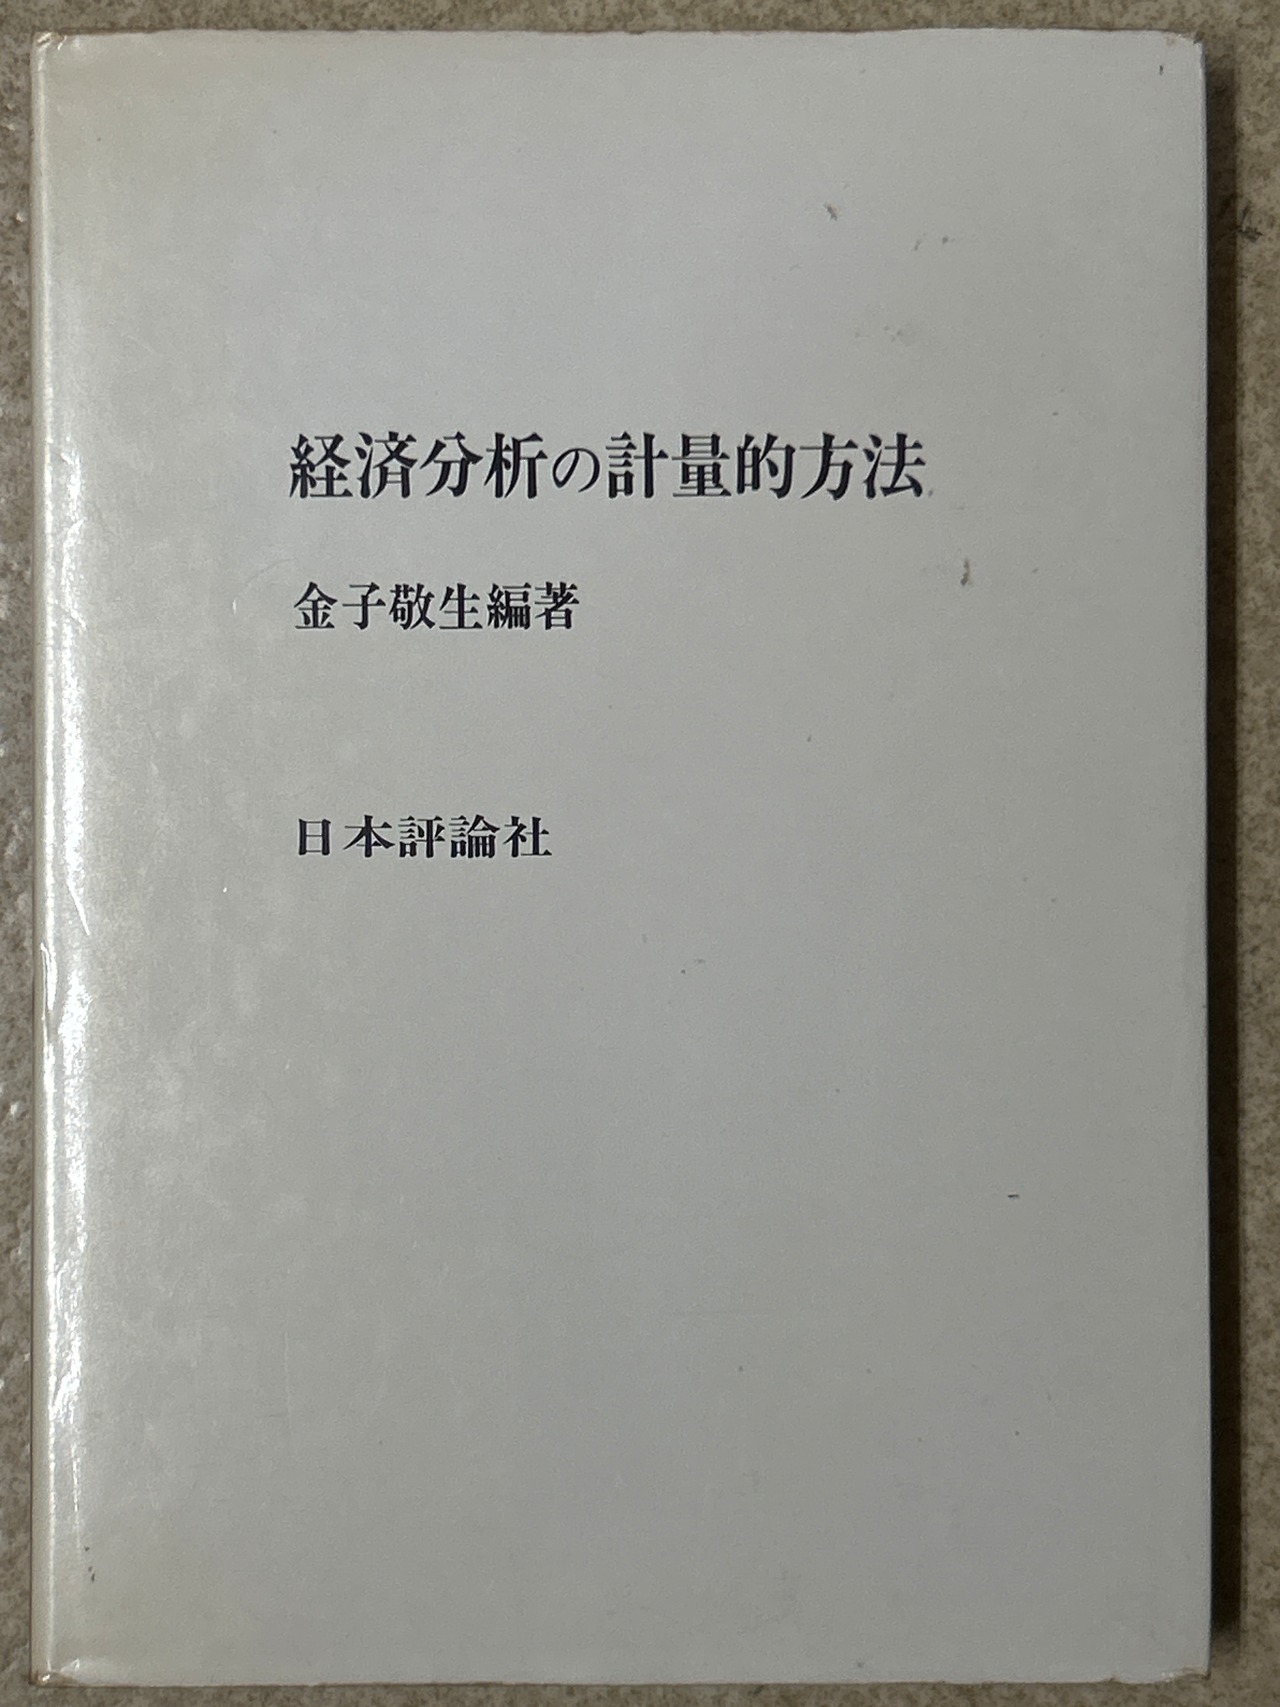 経済分析の計量的方法
金子敬生編著
日本評論社